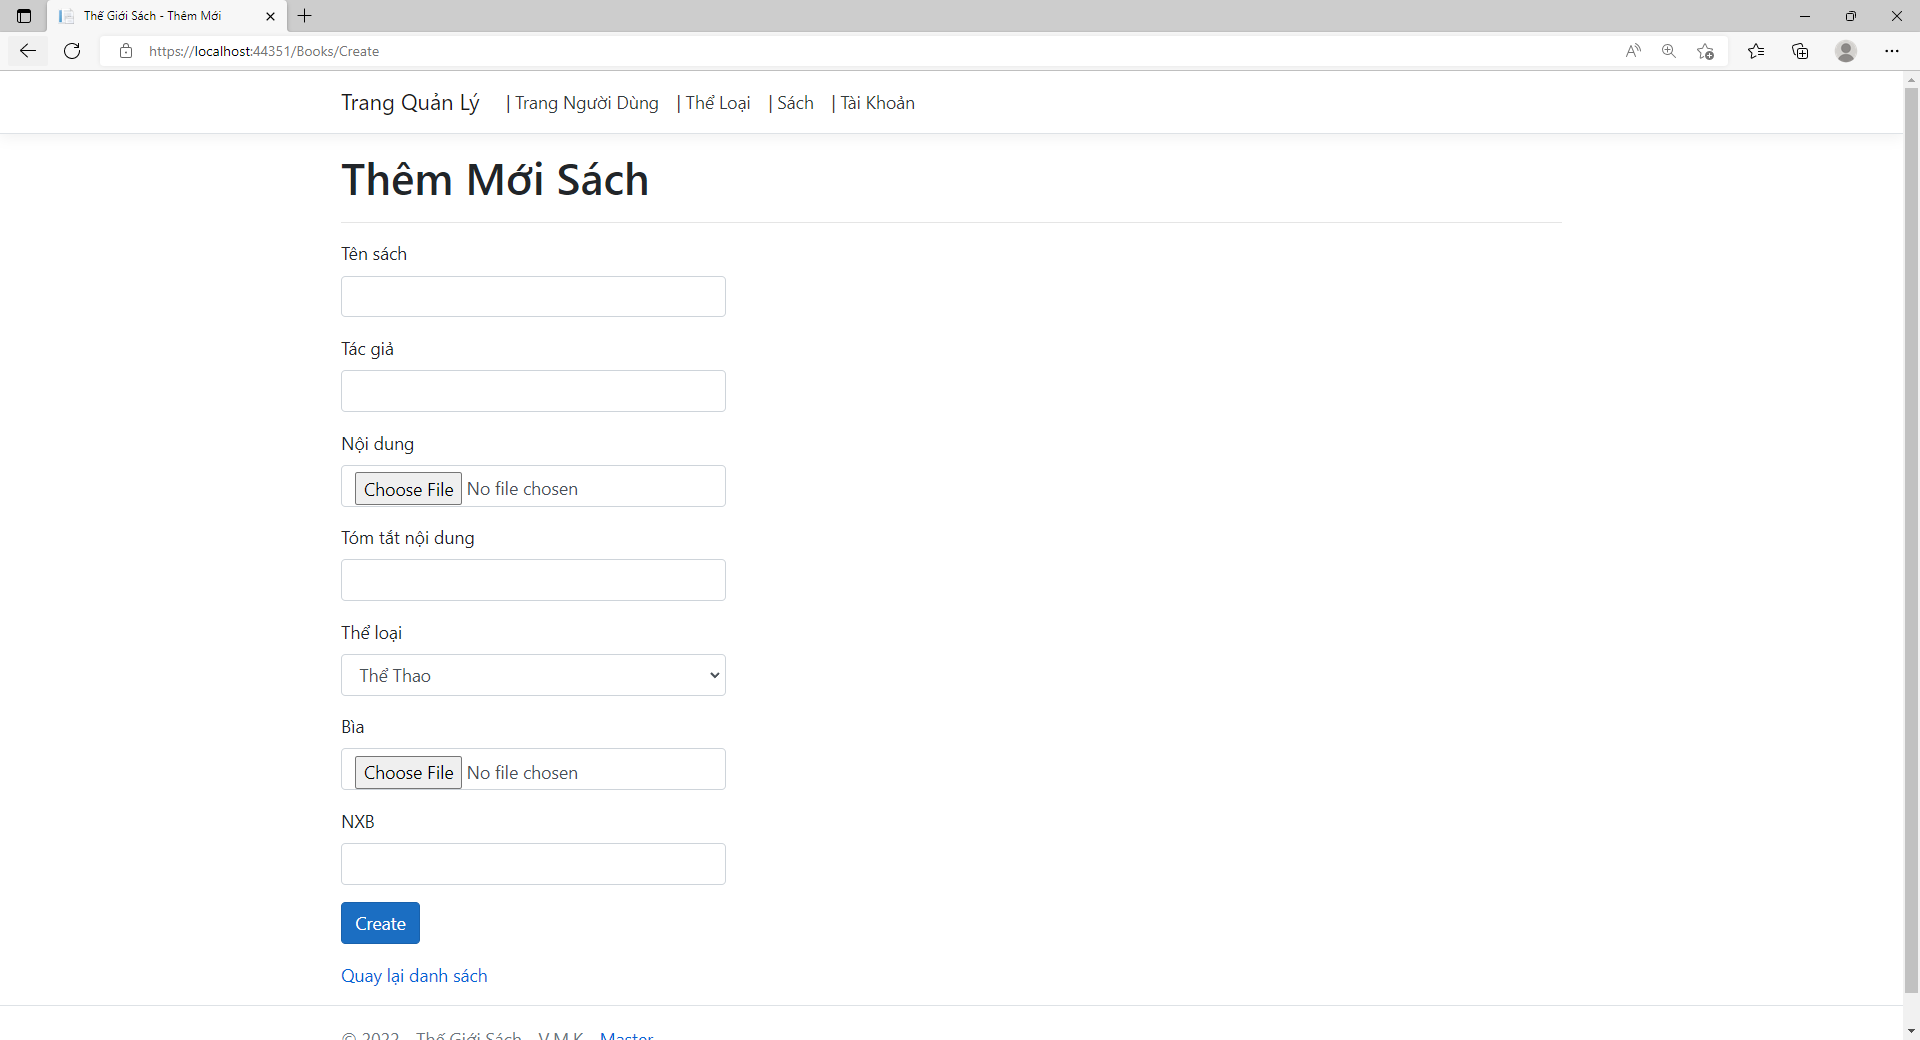 Thế Giới Sách - Thêm Mới
https://localhost:44351/Books/Create
Trang Quản Lý | Trang Người Dùng | Thể Loại | Sách | Tài Khoản
Thêm Mới Sách
Tên sách
Tác giả
Nội dung
Choose File No file chosen
Tóm tắt nội dung
Thể loại
Thể Thao
Bìa
Choose File No file chosen
NXB
Create
Quay lại danh sách
© 2022 - Thế Giới Sách - V.M.K - Master